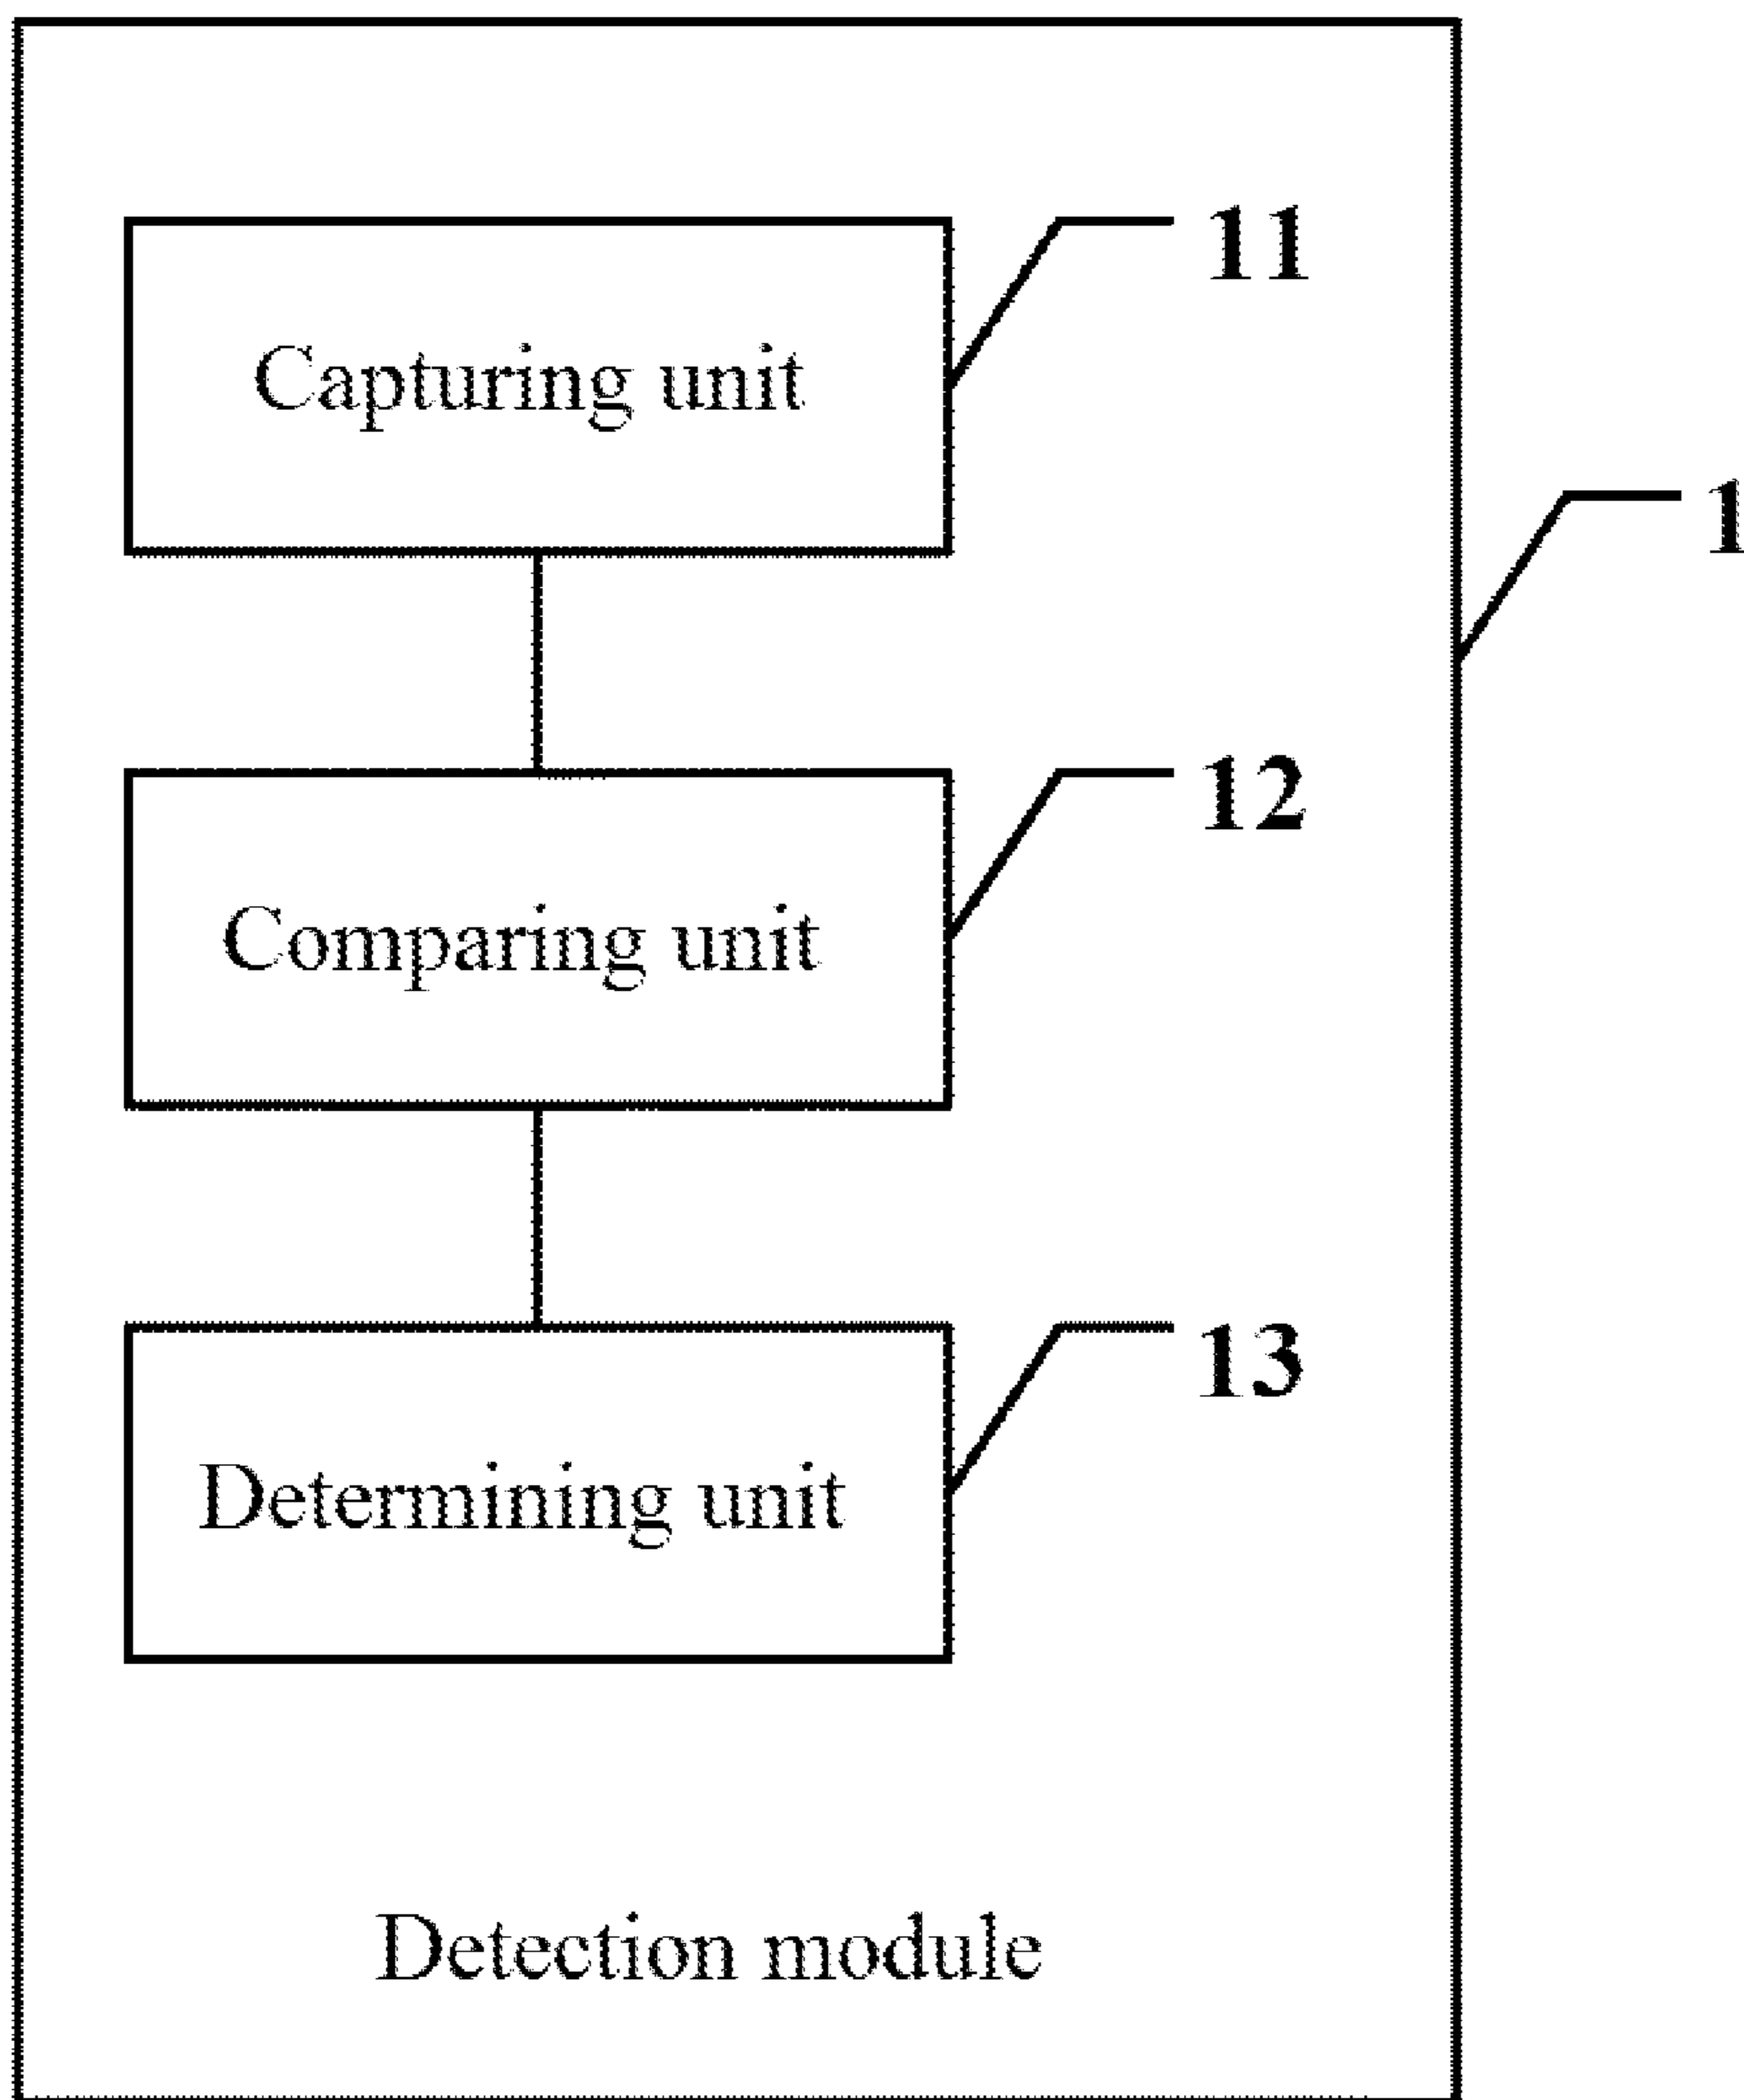 11
Capturing unit
1
12
Comparing unit
13
Determining unit
Detection module